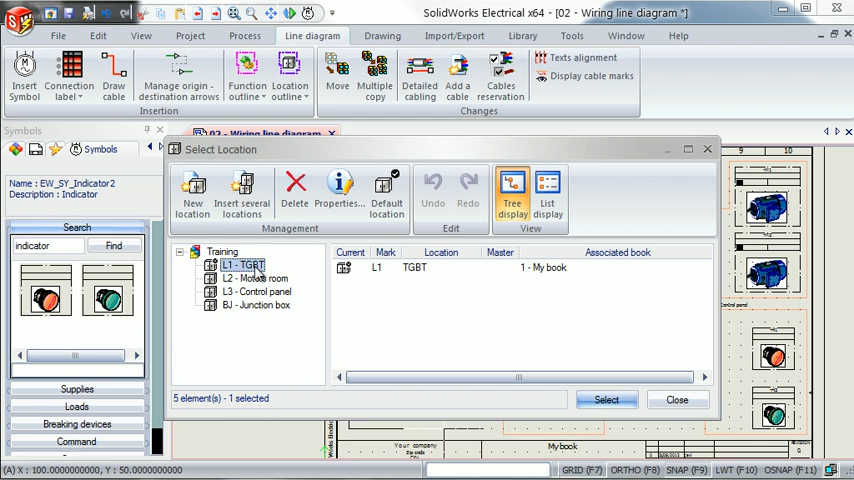 SolidWorks Electrical x64 - [02 - Wiring line diagram *]
File Edit View Project Process Line diagram Drawing Import/Export Library Tools Window Help
Insert Symbol
Connection label
Draw cable
Manage origin - destination arrows
Function outline
Location outline
Move
Multiple copy
Detailed cabling
Add a cable
Cables reservation
Texts alignment
Display cable marks
Insertion
Changes
Symbols
Symbols
02 - Wiring line diagram
9
10
Name : EW_SY_Indicator2
Description : Indicator
Search
indicator
Find
Supplies
Loads
Breaking devices
Command
Select Location
New location
Insert several locations
Delete
Properties...
Default location
Undo
Redo
Tree display
List display
Management
Edit
View
Training
L1 - TGBT
L2 - Motors room
L3 - Control panel
BJ - Junction box
Current Mark Location Master Associated book
L1 TGBT 1 - My book
5 element(s) - 1 selected
Select
Close
Control panel
Your company
My book
(A) X: 100.0000000000, Y: 50.0000000000
GRID (F7) ORTHO (F8) SNAP (F9) LWT (F10) OSNAP (F11)